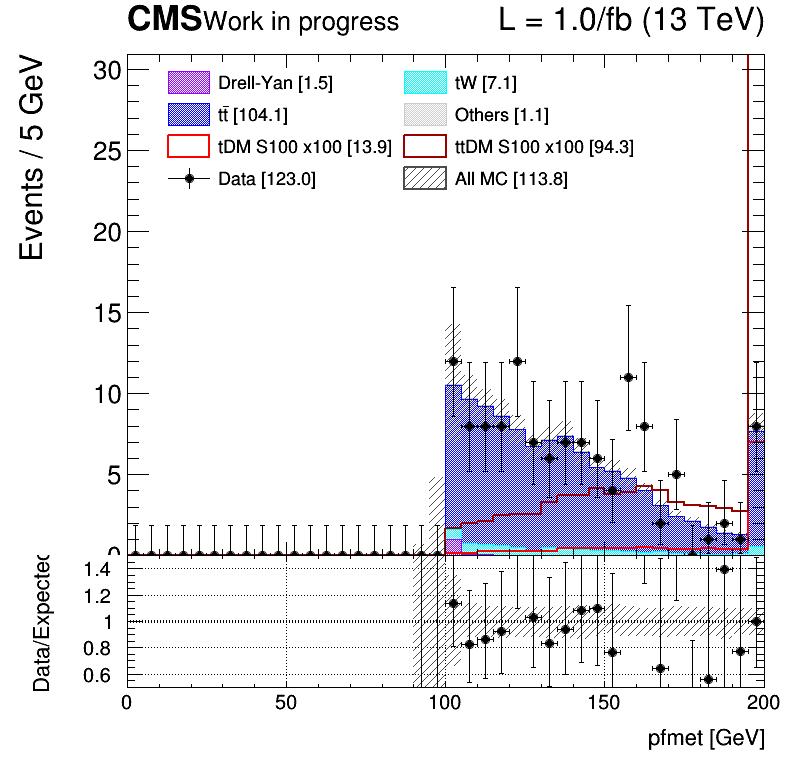 CMS Work in progress L = 1.0/fb (13 TeV)
Events / 5 GeV
30
25
20
15
10
5
0
Drell-Yan [1.5] tW [7.1]
tt̄ [104.1] Others [1.1]
tDM S100 x100 [13.9] ttDM S100 x100 [94.3]
Data [123.0] All MC [113.8]
Data/Expected
1.4
1.2
1
0.8
0.6
0 50 100 150 200
pfmet [GeV]